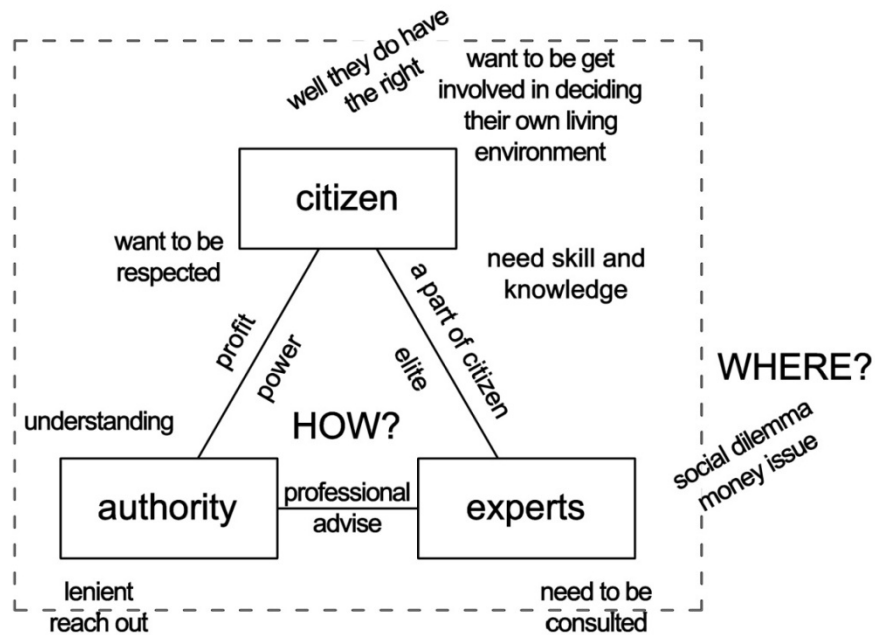 well they do have
the right
want to be get
involved in deciding
their own living
environment
citizen
want to be
respected
need skill and
knowledge
profit
power
a part of citizen
elite
WHERE?
social dilemma
money issue
understanding
HOW?
authority
professional
advise
experts
lenient
reach out
need to be
consulted